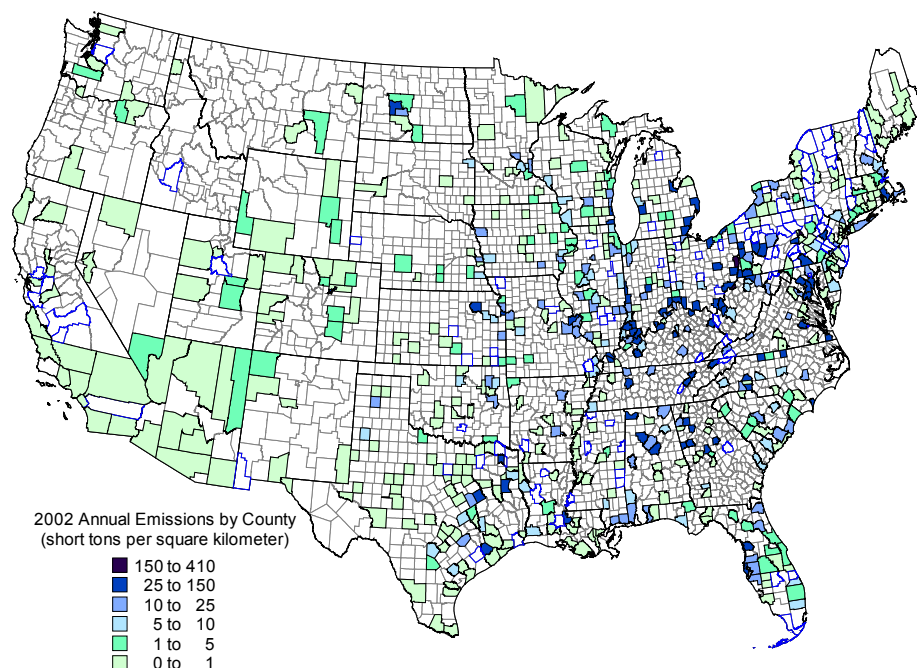 2002 Annual Emissions by County
(short tons per square kilometer)
150 to 410
25 to 150
10 to 25
5 to 10
1 to 5
0 to 1